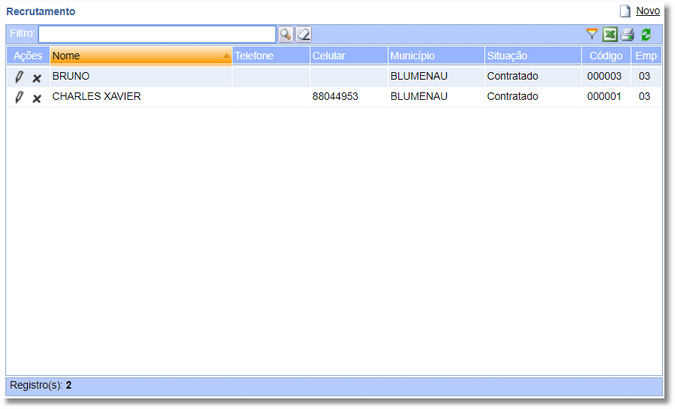 Recrutamento Novo
Filtro:
Ações Nome Telefone Celular Município Situação Código Emp
BRUNO BLUMENAU Contratado 000003 03
CHARLES XAVIER 88044953 BLUMENAU Contratado 000001 03
Registro(s): 2